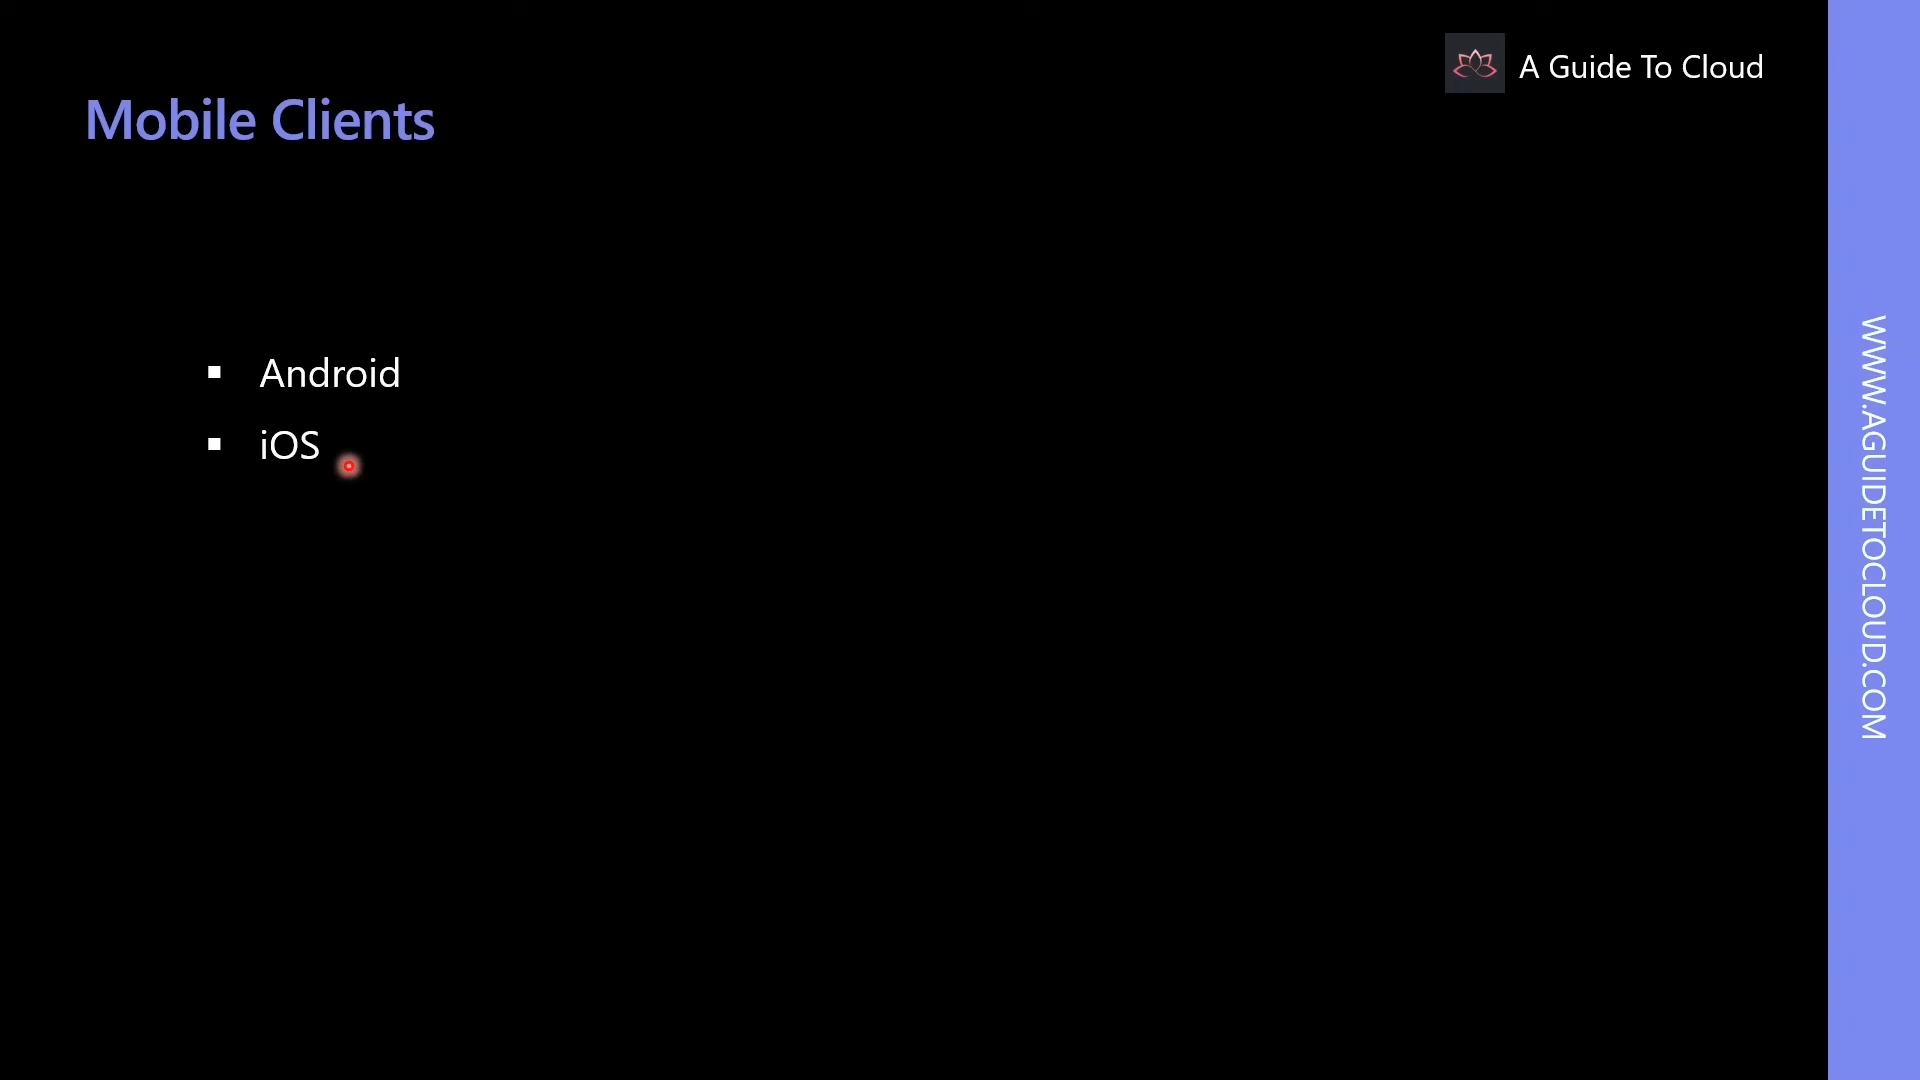 A Guide To Cloud
Mobile Clients
▪ Android
▪ iOS
WWW.AGUIDETOCLOUD.COM